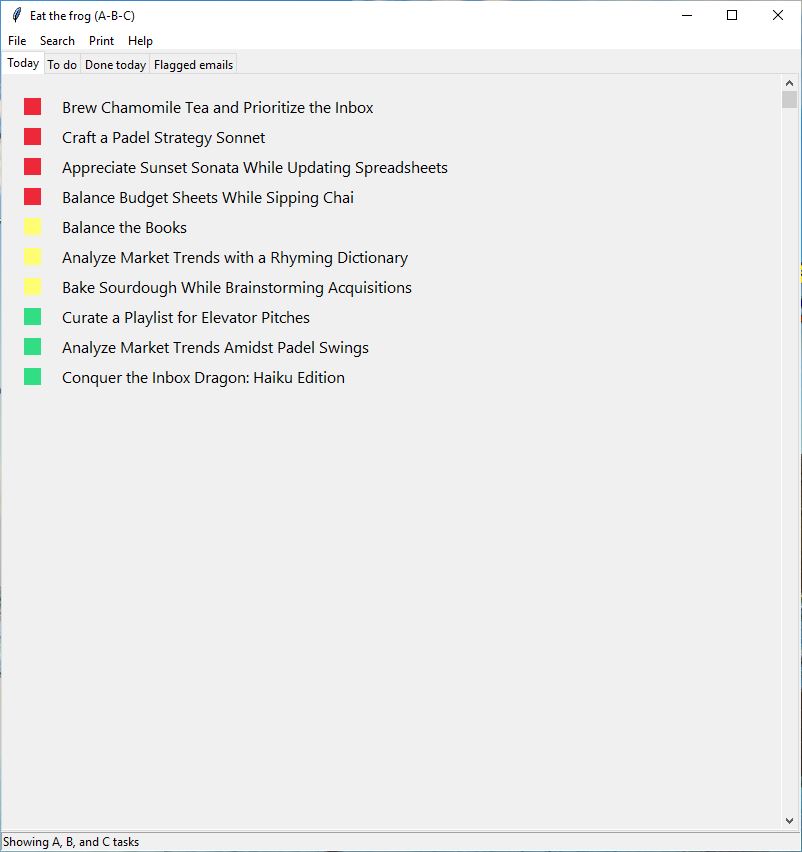 Eat the frog (A-B-C)
File Search Print Help
Today To do Done today Flagged emails
Brew Chamomile Tea and Prioritize the Inbox
Craft a Padel Strategy Sonnet
Appreciate Sunset Sonata While Updating Spreadsheets
Balance Budget Sheets While Sipping Chai
Balance the Books
Analyze Market Trends with a Rhyming Dictionary
Bake Sourdough While Brainstorming Acquisitions
Curate a Playlist for Elevator Pitches
Analyze Market Trends Amidst Padel Swings
Conquer the Inbox Dragon: Haiku Edition
Showing A, B, and C tasks